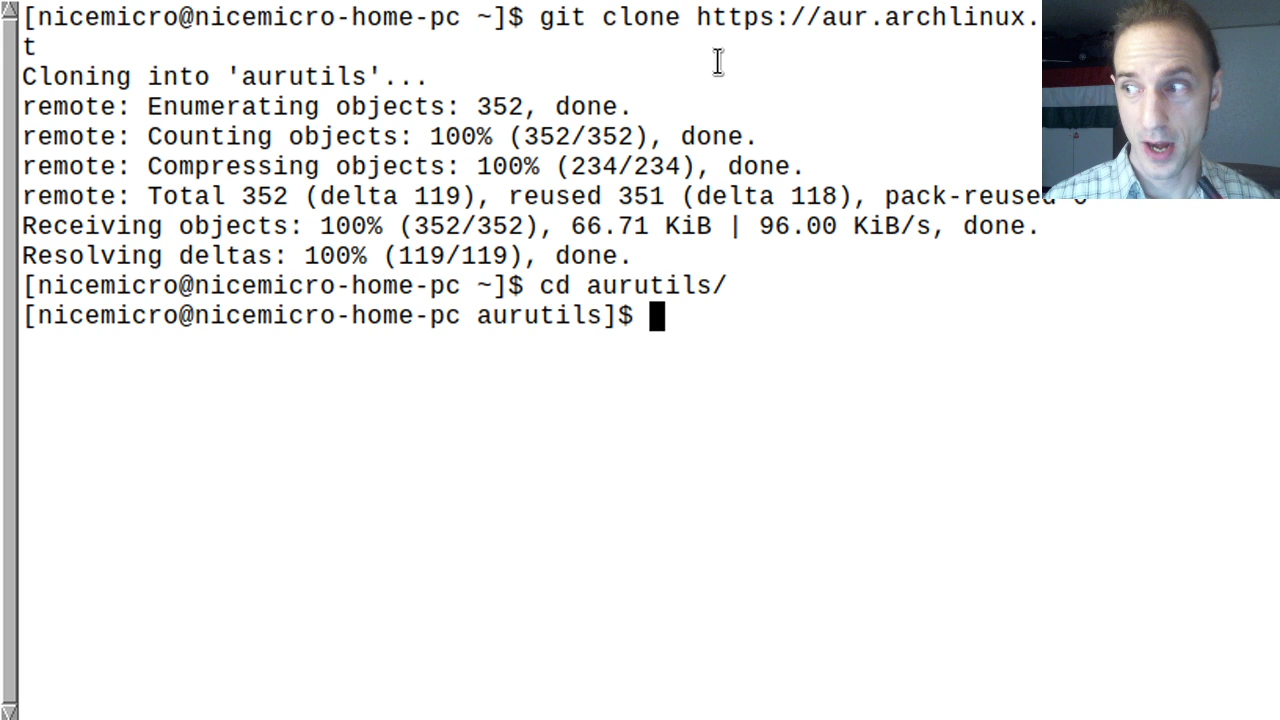 [nicemicro@nicemicro-home-pc ~]$ git clone https://aur.archlinux.
t
Cloning into 'aurutils'...
remote: Enumerating objects: 352, done.
remote: Counting objects: 100% (352/352), done.
remote: Compressing objects: 100% (234/234), done.
remote: Total 352 (delta 119), reused 351 (delta 118), pack-reused
Receiving objects: 100% (352/352), 66.71 KiB | 96.00 KiB/s, done.
Resolving deltas: 100% (119/119), done.
[nicemicro@nicemicro-home-pc ~]$ cd aurutils/
[nicemicro@nicemicro-home-pc aurutils]$